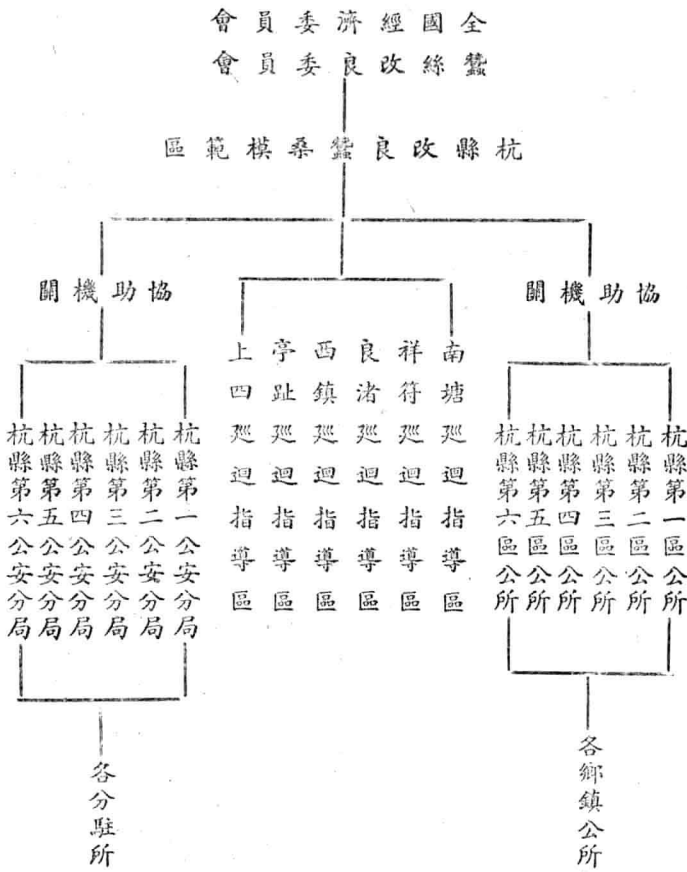 全國經濟委員會
蠶絲改良委員會
杭縣改良蠶桑模範區
協助機關
杭縣第一區公所
杭縣第二區公所
杭縣第三區公所
杭縣第四區公所
杭縣第五區公所
杭縣第六區公所
各鄉鎮公所
南塘廵迴指導區
祥符廵迴指導區
良渚廵迴指導區
西鎮廵迴指導區
亭趾廵迴指導區
上四廵迴指導區
協助機關
杭縣第一公安分局
杭縣第二公安分局
杭縣第三公安分局
杭縣第四公安分局
杭縣第五公安分局
杭縣第六公安分局
各分駐所